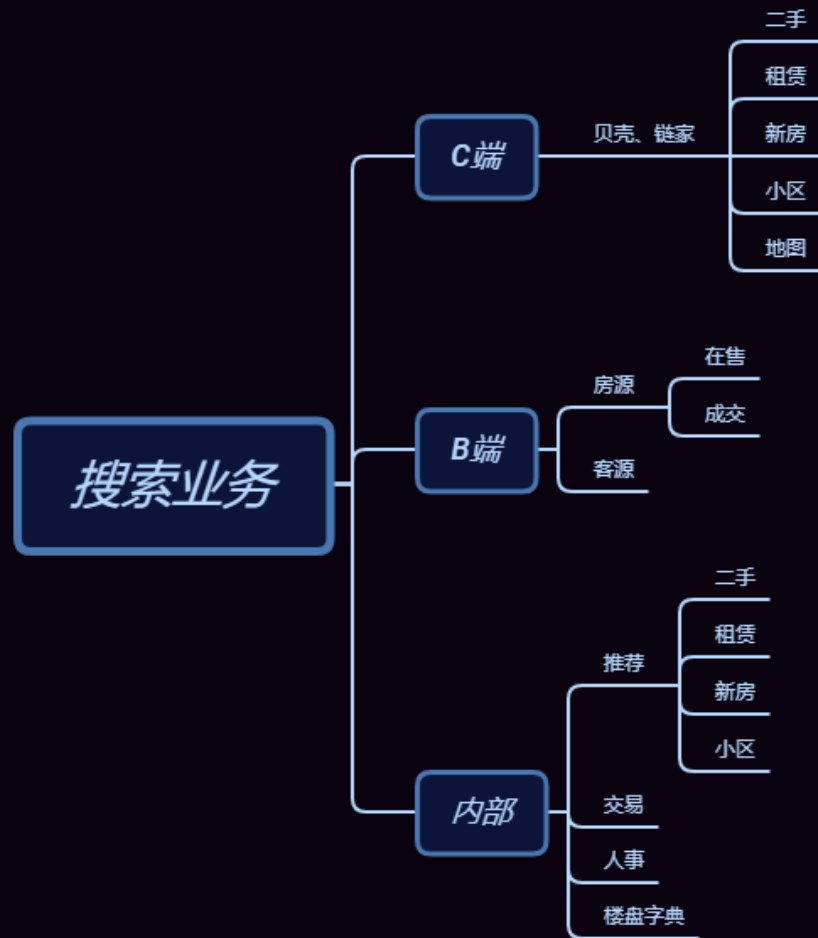 搜索业务
C端
贝壳、链家
二手
租赁
新房
小区
地图
B端
房源
在售
成交
客源
内部
推荐
二手
租赁
新房
小区
交易
人事
楼盘字典